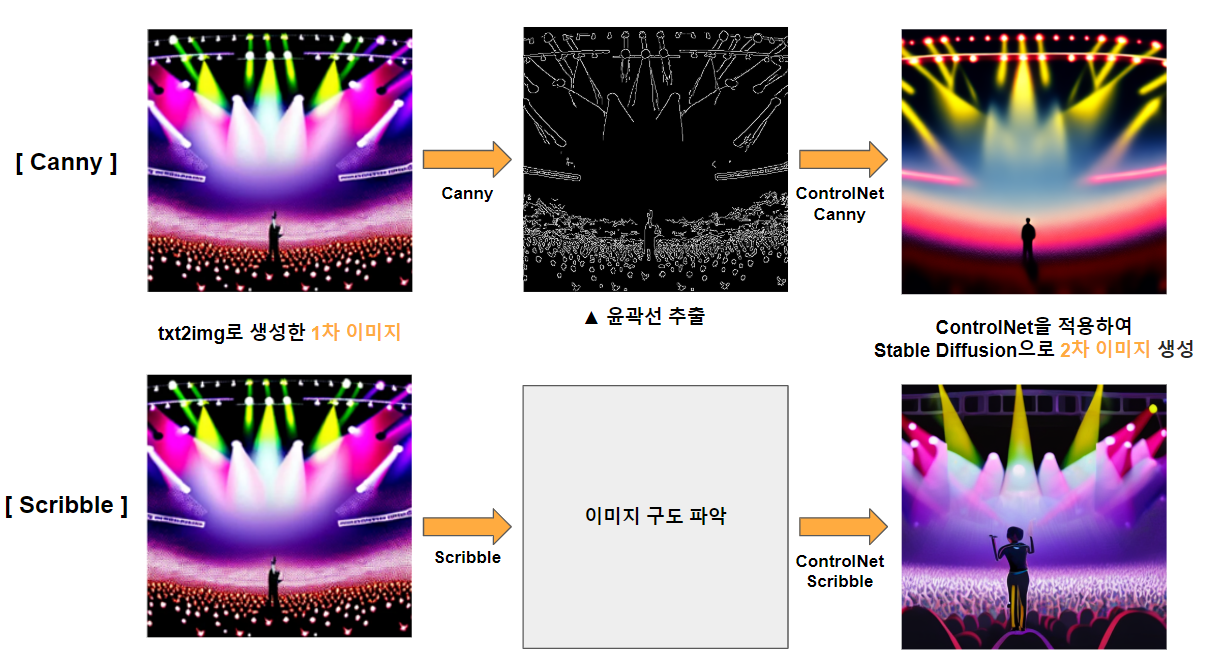 [ Canny ]
Canny
ControlNet
Canny
txt2img로 생성한 1차 이미지
▲ 윤곽선 추출
ControlNet을 적용하여
Stable Diffusion으로 2차 이미지 생성
[ Scribble ]
Scribble
이미지 구도 파악
ControlNet
Scribble